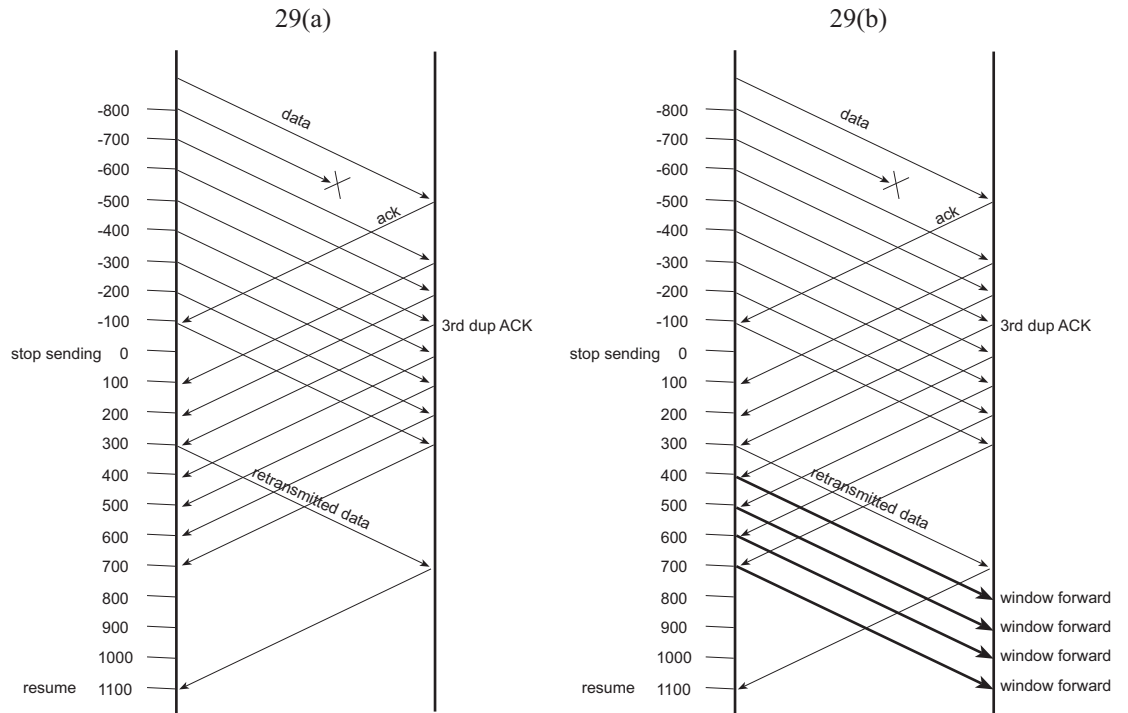 29(a)
data
-800
-700
-600
-500
ack
-400
-300
-200
-100
3rd dup ACK
stop sending 0
100
200
300
400
retransmitted data
500
600
700
800
900
1000
resume 1100
29(b)
data
-800
-700
-600
-500
ack
-400
-300
-200
-100
3rd dup ACK
stop sending 0
100
200
300
400
retransmitted data
500
600
700
800
window forward
900
window forward
1000
window forward
resume 1100
window forward